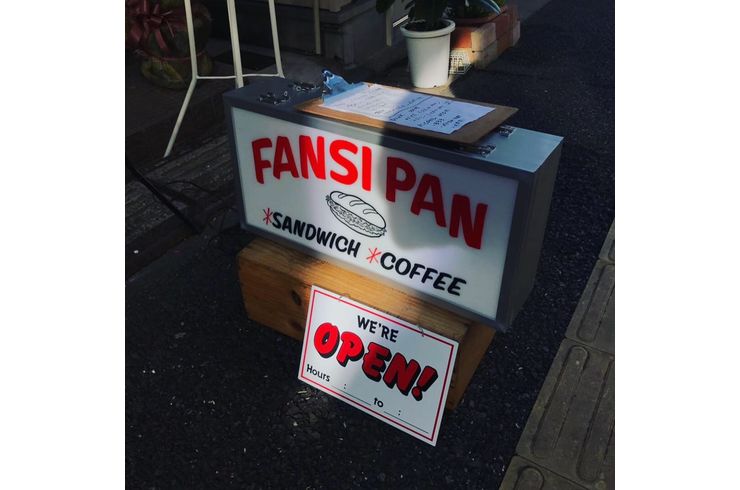 FANSI PAN
*SANDWICH *COFFEE
WE'RE
OPEN!
Hours : to :